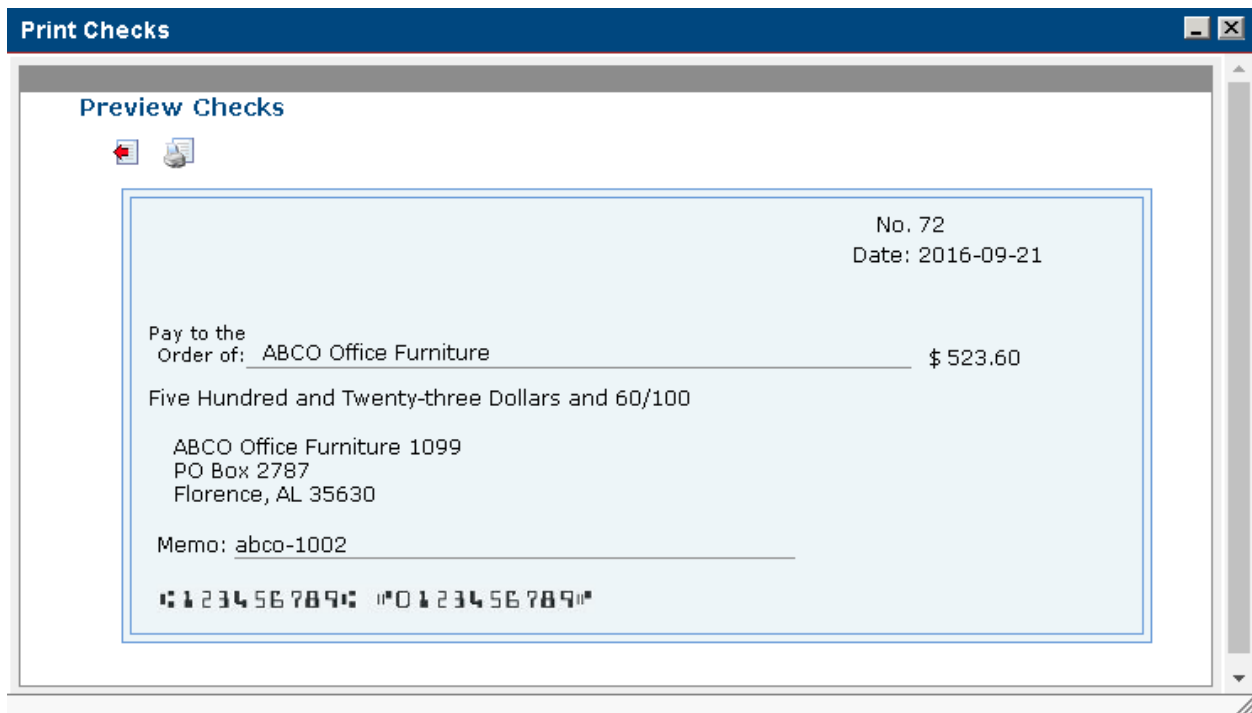 Print Checks
Preview Checks
No. 72
Date: 2016-09-21
Pay to the
Order of: ABCO Office Furniture $ 523.60
Five Hundred and Twenty-three Dollars and 60/100
ABCO Office Furniture 1099
PO Box 2787
Florence, AL 35630
Memo: abco-1002
⑆123456789⑆ ⑈0123456789⑈